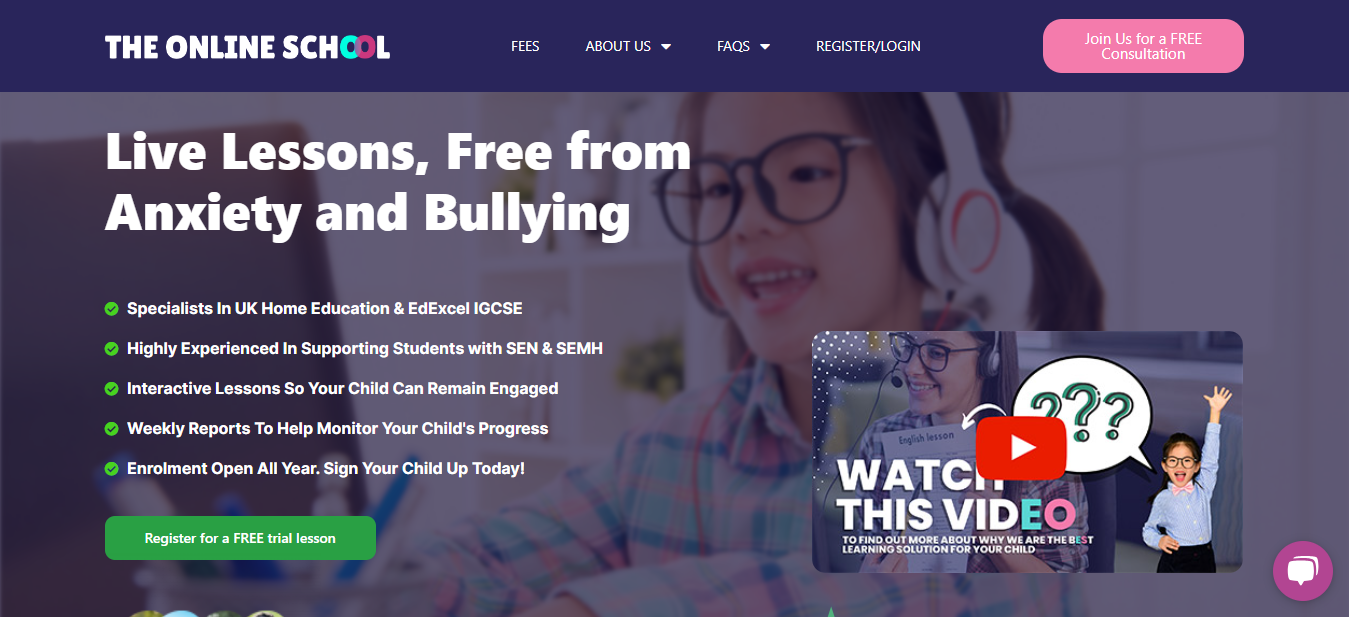 THE ONLINE SCHOOL
FEES
ABOUT US
FAQS
REGISTER/LOGIN
Join Us for a FREE
Consultation
Live Lessons, Free from
Anxiety and Bullying
Specialists In UK Home Education & EdExcel IGCSE
Highly Experienced In Supporting Students with SEN & SEMH
Interactive Lessons So Your Child Can Remain Engaged
Weekly Reports To Help Monitor Your Child's Progress
Enrolment Open All Year. Sign Your Child Up Today!
Register for a FREE trial lesson
???
English lesson
WATCH
THIS VIDEO
TO FIND OUT MORE ABOUT WHY WE ARE THE BEST
LEARNING SOLUTION FOR YOUR CHILD